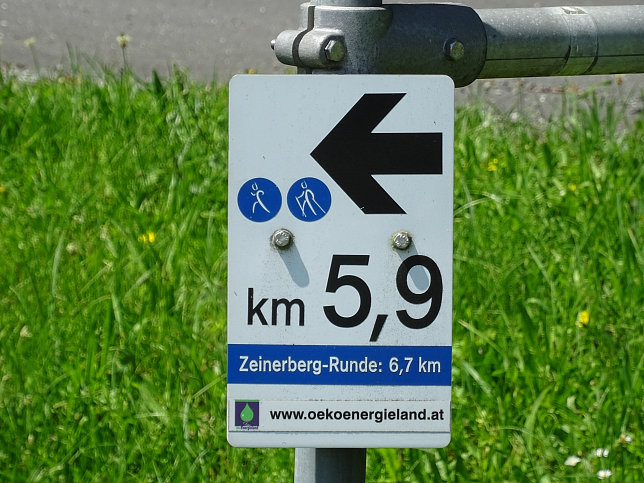 km 5,9
Zeinerberg-Runde: 6,7 km
www.oekoenergieland.at